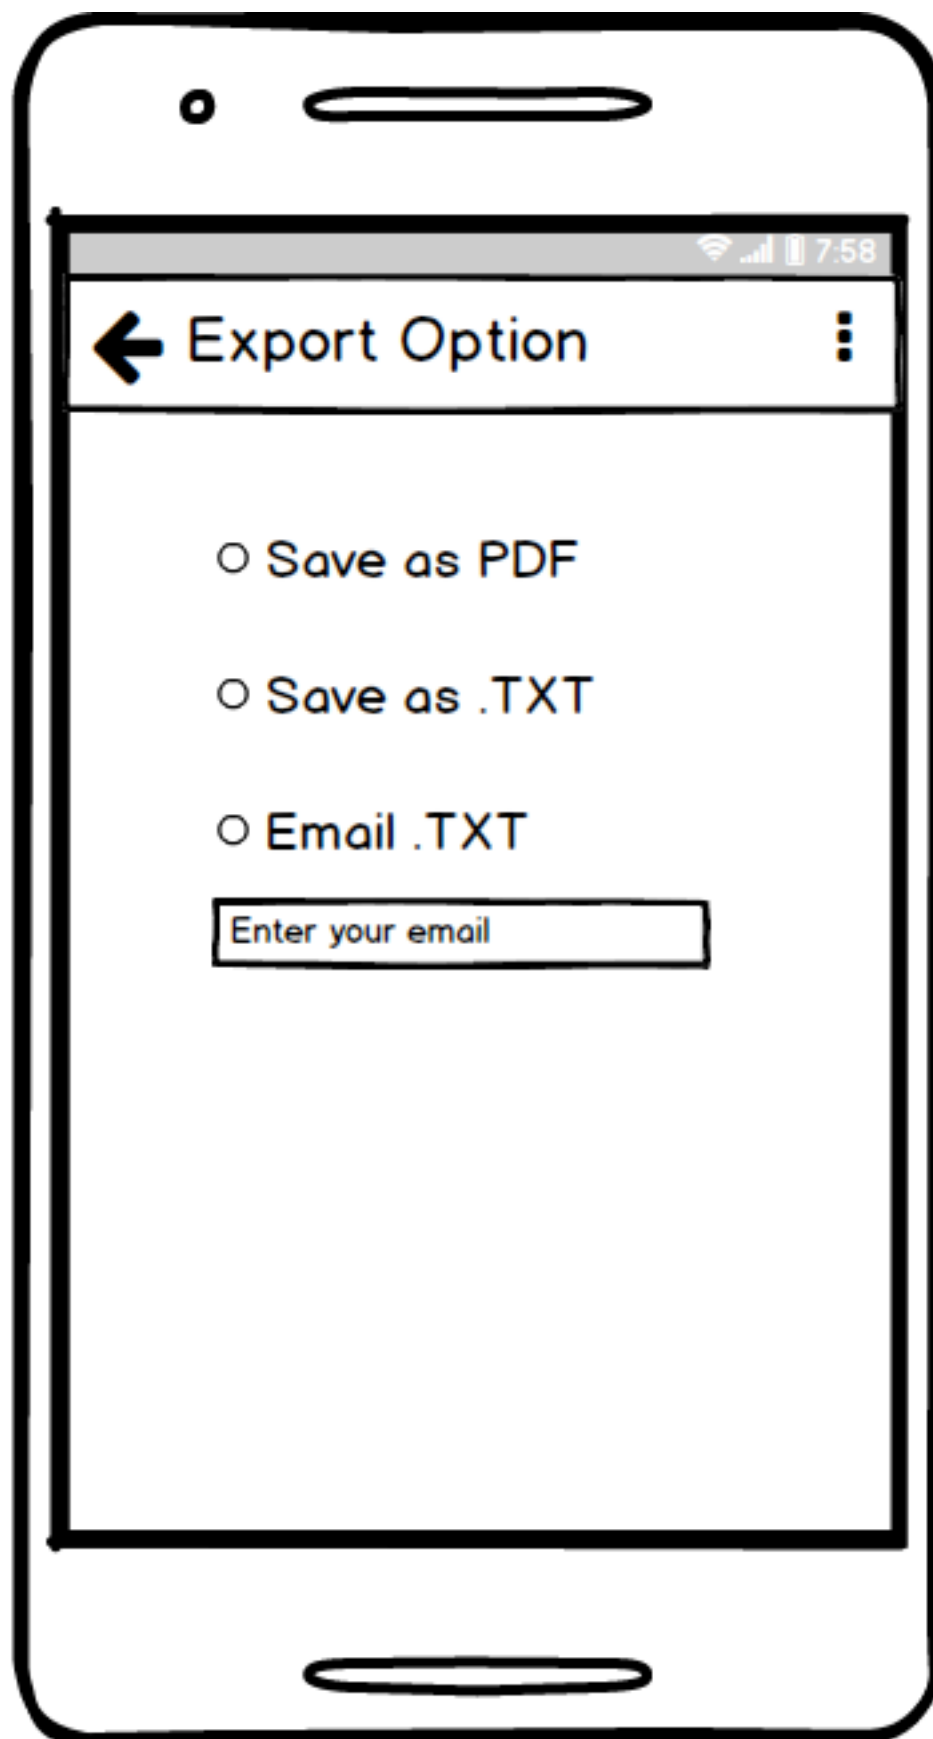 7:58
Export Option
Save as PDF
Save as .TXT
Email .TXT
Enter your email